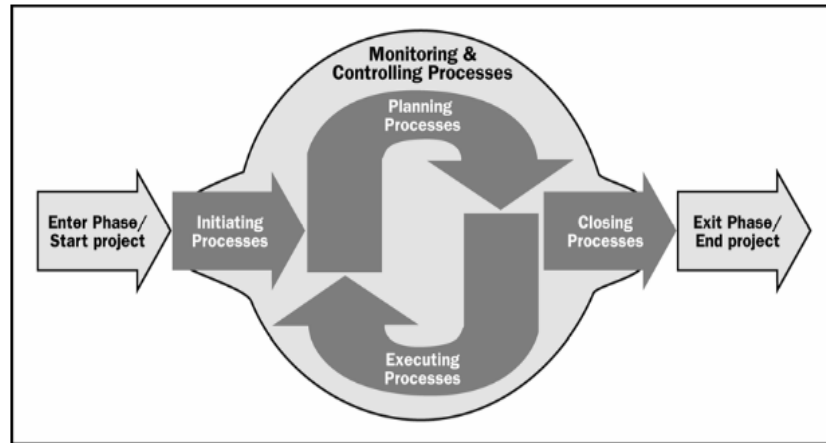 Monitoring &
Controlling Processes
Planning
Processes
Enter Phase/
Start project
Initiating
Processes
Closing
Processes
Exit Phase/
End project
Executing
Processes